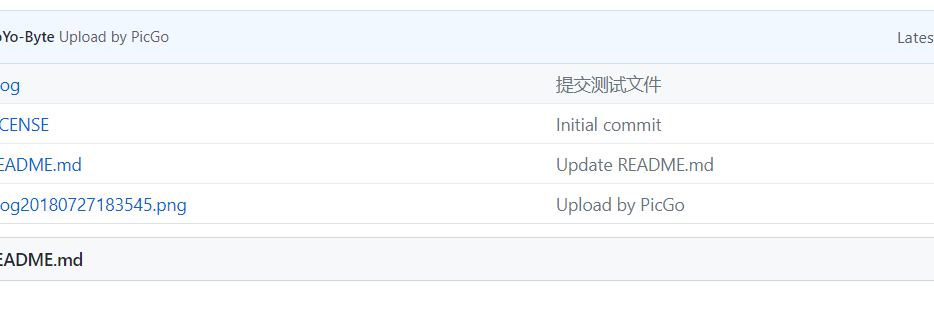 oYo-Byte Upload by PicGo Lates
og 提交测试文件
CENSE Initial commit
EADME.md Update README.md
og20180727183545.png Upload by PicGo
EADME.md